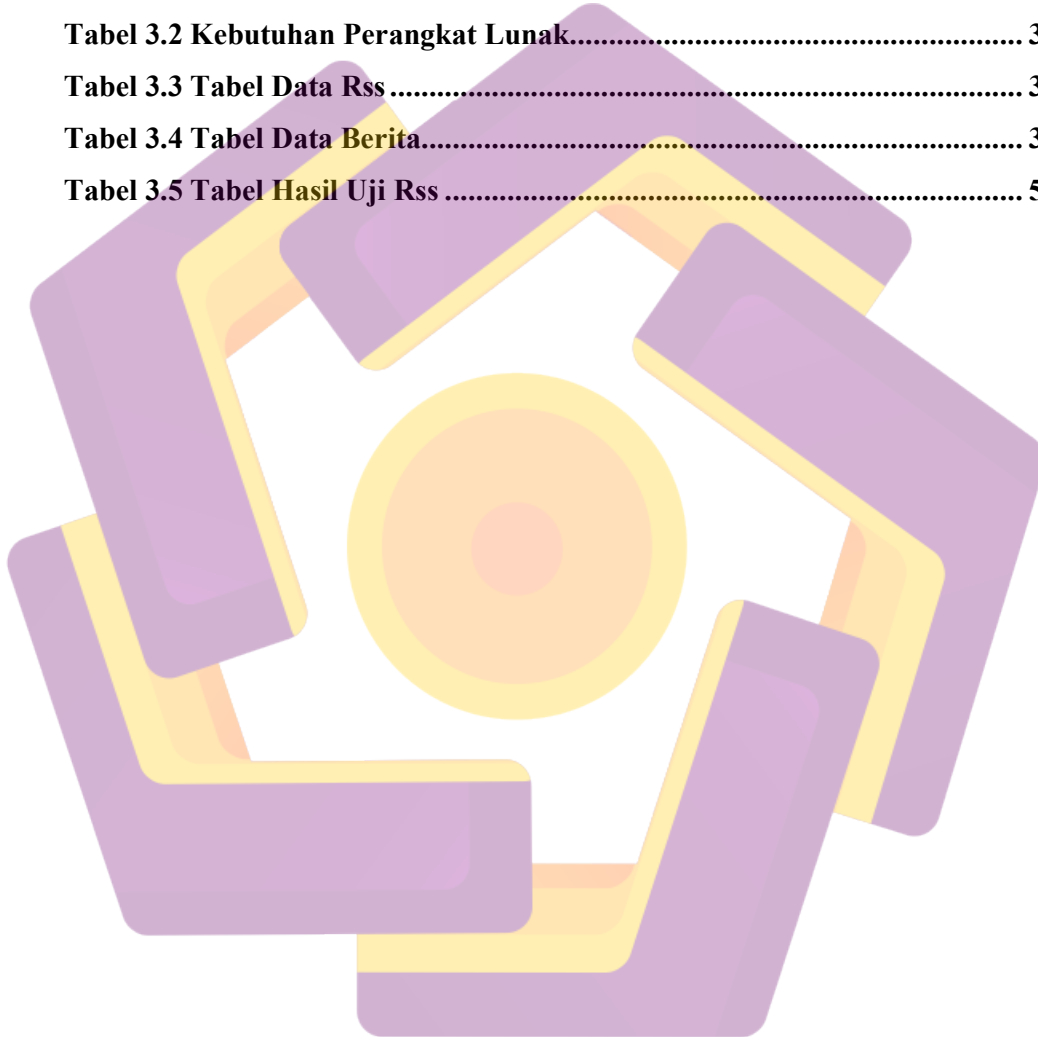 Tabel 3.2 Kebutuhan Perangkat Lunak.................................................................. 3
Tabel 3.3 Tabel Data Rss ........................................................................................... 3
Tabel 3.4 Tabel Data Berita....................................................................................... 3
Tabel 3.5 Tabel Hasil Uji Rss .................................................................................... 5